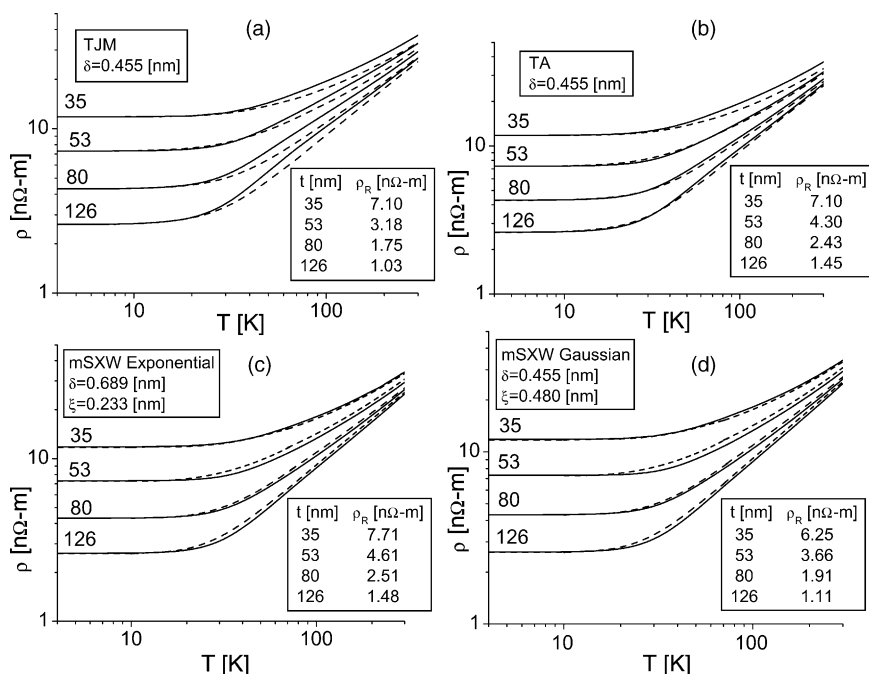 (a)
TJM
δ=0.455 [nm]
35
53
80
126
10
1
ρ [nΩ-m]
t [nm] ρR [nΩ-m]
35 7.10
53 3.18
80 1.75
126 1.03
10 100
T [K]
(b)
TA
δ=0.455 [nm]
35
53
80
126
10
1
ρ [nΩ-m]
t [nm] ρR [nΩ-m]
35 7.10
53 4.30
80 2.43
126 1.45
10 100
T [K]
(c)
mSXW Exponential
δ=0.689 [nm]
ξ=0.233 [nm]
35
53
80
126
10
1
ρ [nΩ-m]
t [nm] ρR [nΩ-m]
35 7.71
53 4.61
80 2.51
126 1.48
10 100
T [K]
(d)
mSXW Gaussian
δ=0.455 [nm]
ξ=0.480 [nm]
35
53
80
126
10
1
ρ [nΩ-m]
t [nm] ρR [nΩ-m]
35 6.25
53 3.66
80 1.91
126 1.11
10 100
T [K]